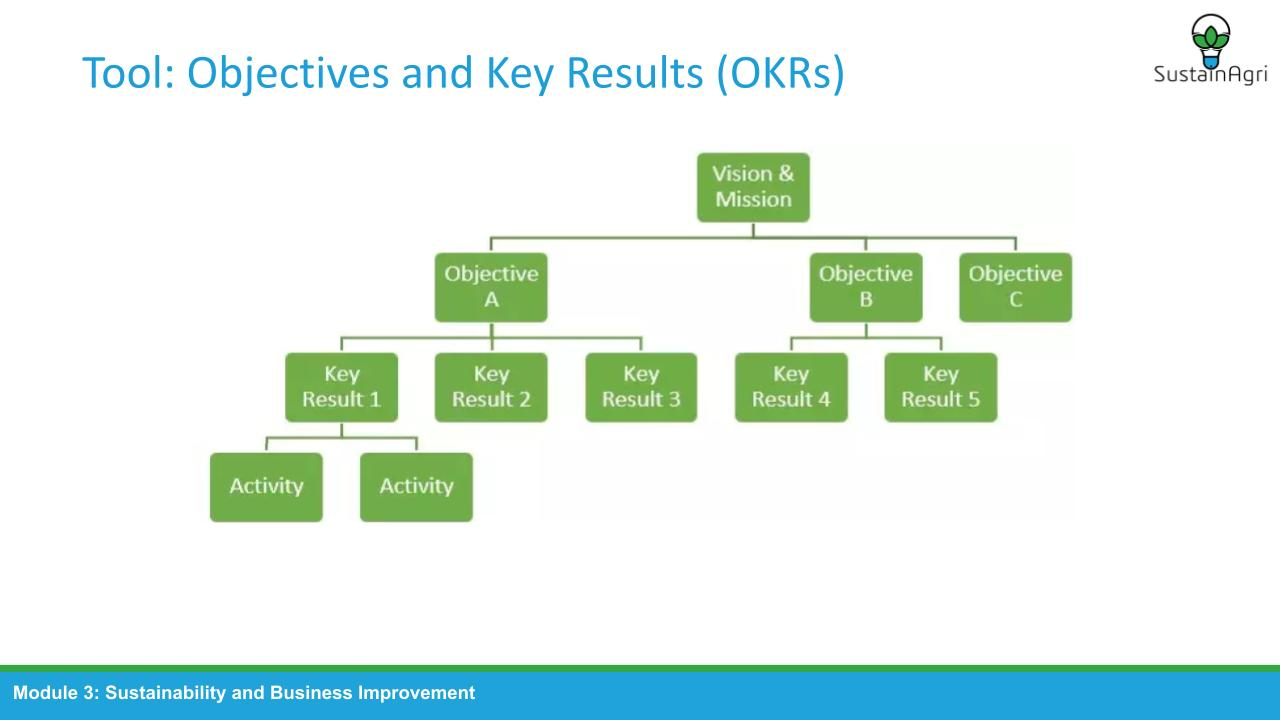 Tool: Objectives and Key Results (OKRs)
SustainAgri
Vision &
Mission
Objective
A
Objective
B
Objective
C
Key
Result 1
Key
Result 2
Key
Result 3
Key
Result 4
Key
Result 5
Activity
Activity
Module 3: Sustainability and Business Improvement